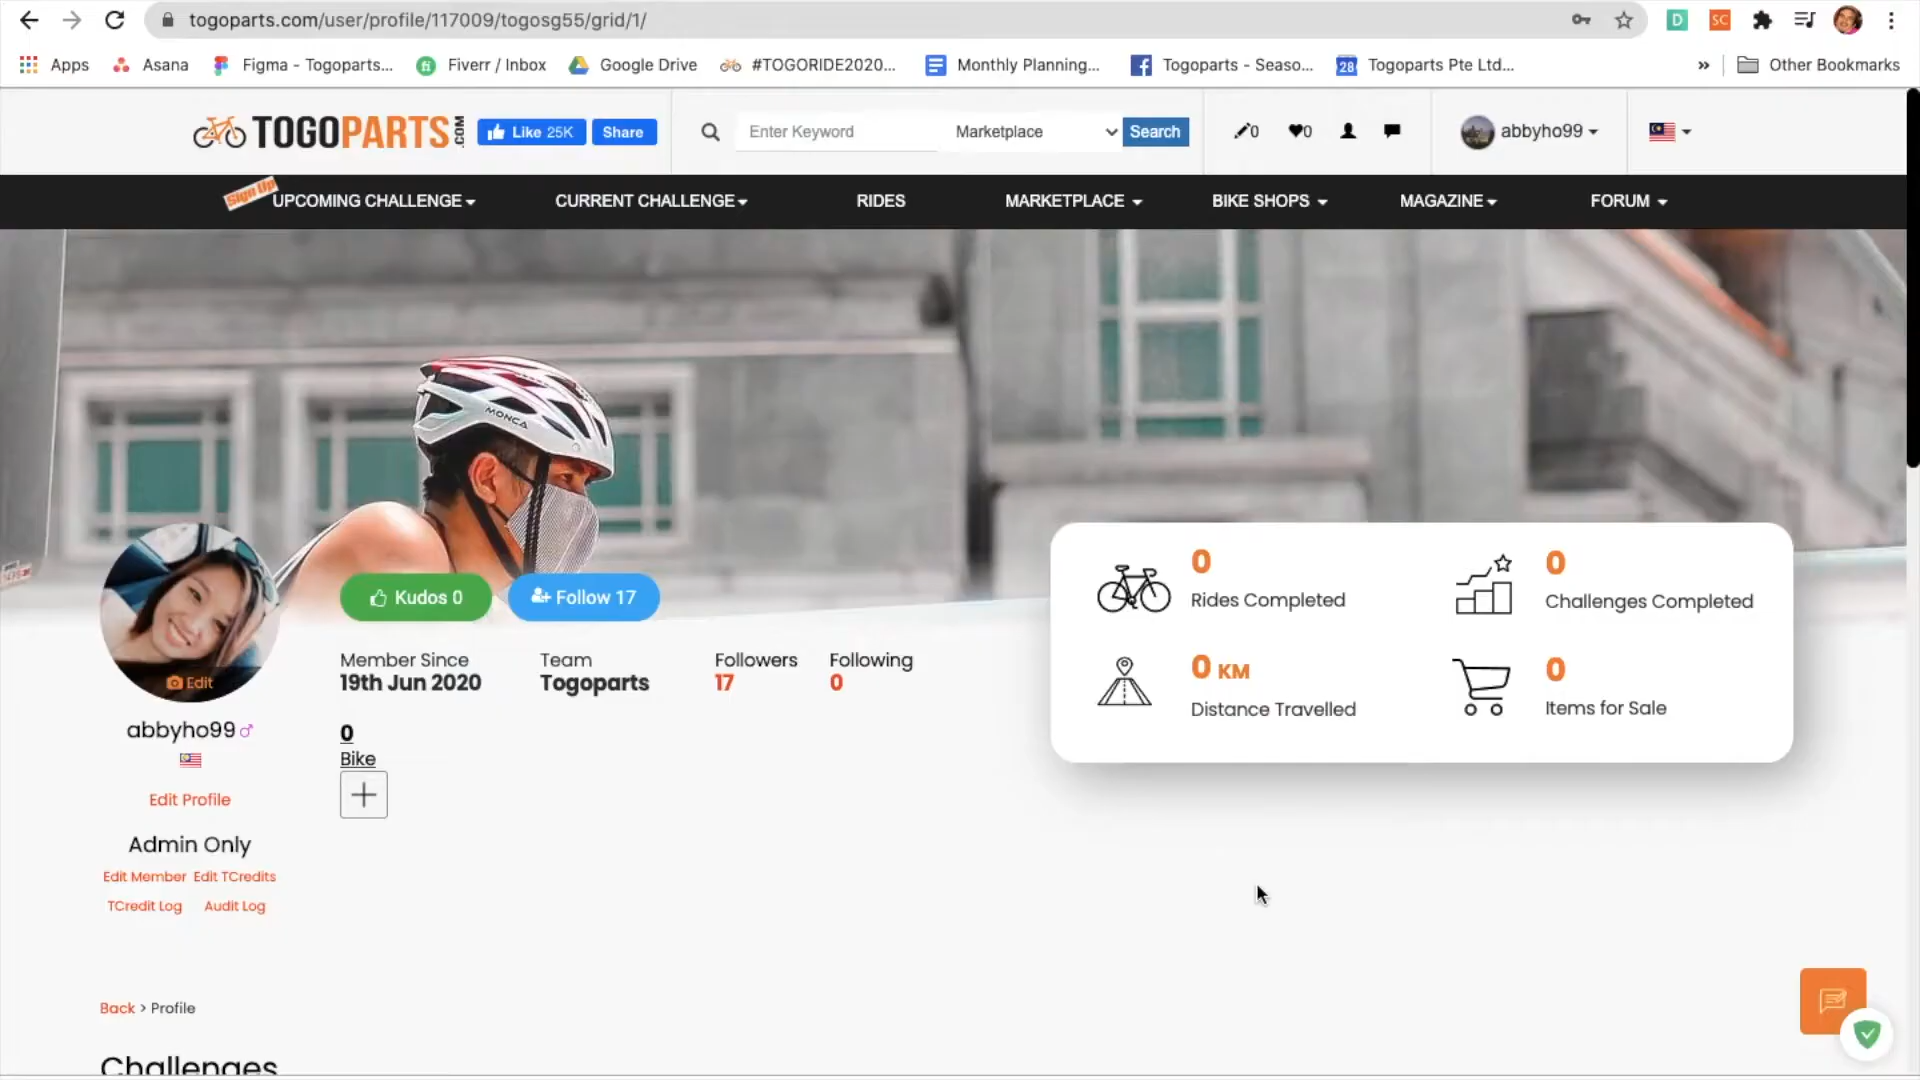 togoparts.com/user/profile/117009/togosg55/grid/1/
D
SC
Apps
Asana
Figma - Togoparts...
Fiverr / Inbox
Google Drive
#TOGORIDE2020...
Monthly Planning...
Togoparts - Seaso...
28
Togoparts Pte Ltd...
»
Other Bookmarks
TOGOPARTS.COM
Like 25K
Share
Enter Keyword
Marketplace
Search
0
0
abbyho99
Sign Up
UPCOMING CHALLENGE
CURRENT CHALLENGE
RIDES
MARKETPLACE
BIKE SHOPS
MAGAZINE
FORUM
MONCA
Kudos 0
Follow 17
Member Since
19th Jun 2020
Team
Togoparts
Followers
17
Following
0
0
Bike
Edit
abbyho99
Edit Profile
Admin Only
Edit Member Edit TCredits
TCredit Log Audit Log
0
Rides Completed
0
Challenges Completed
0 KM
Distance Travelled
0
Items for Sale
Back > Profile
Challenges